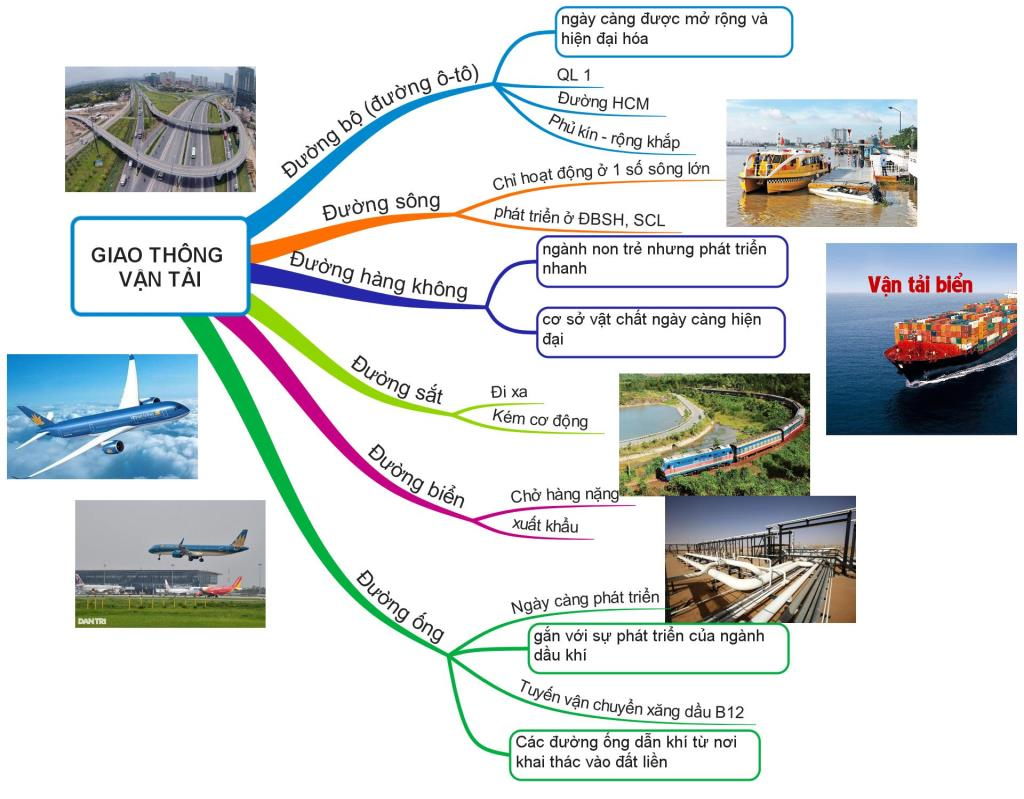 GIAO THÔNG
VẬN TẢI
Đường bộ (đường ô-tô)
ngày càng được mở rộng và
hiện đại hóa
QL 1
Đường HCM
Phủ kín - rộng khắp
Đường sông
Chỉ hoạt động ở 1 số sông lớn
phát triển ở ĐBSH, SCL
Đường hàng không
ngành non trẻ nhưng phát triển
nhanh
cơ sở vật chất ngày càng hiện
đại
Vận tải biển
Đường sắt
Đi xa
Kém cơ động
Đường biển
Chở hàng nặng
xuất khẩu
Đường ống
Ngày càng phát triển
gắn với sự phát triển của ngành
dầu khí
Tuyến vận chuyển xăng dầu B12
Các đường ống dẫn khí từ nơi
khai thác vào đất liền
DAN TRI